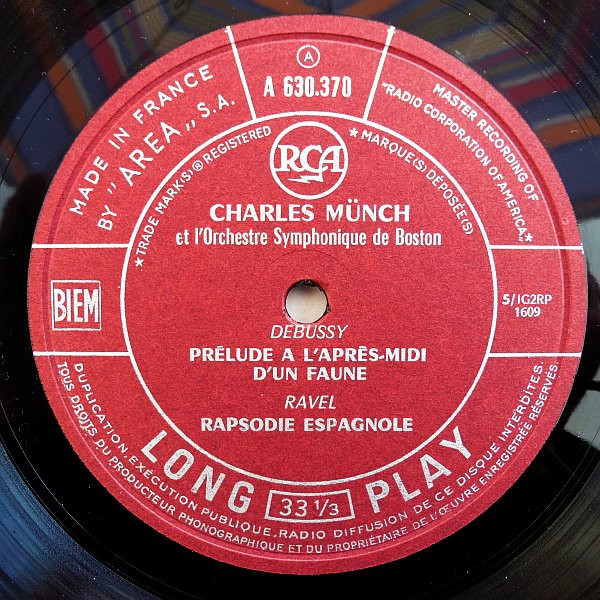 A
A 630.370
MADE IN FRANCE
BY " AREA „ S.A.
MASTER RECORDING OF
"RADIO CORPORATION OF AMERICA"
★ TRADE MARK(S) ® REGISTERED
★ MARQUE(S) DÉPOSÉE(S)
RCA
CHARLES MÜNCH
et l'Orchestre Symphonique de Boston
BIEM
5/1G2RP
1609
DEBUSSY
PRÉLUDE A L'APRÈS-MIDI
D'UN FAUNE
RAVEL
RAPSODIE ESPAGNOLE
LONG PLAY
33 1/3
DUPLICATION, EXÉCUTION PUBLIQUE, RADIO DIFFUSION DE CE DISQUE INTERDITES.
TOUS DROITS DU PRODUCTEUR PHONOGRAPHIQUE ET DU PROPRIÉTAIRE DE L'ŒUVRE ENREGISTRÉE RÉSERVÉS.